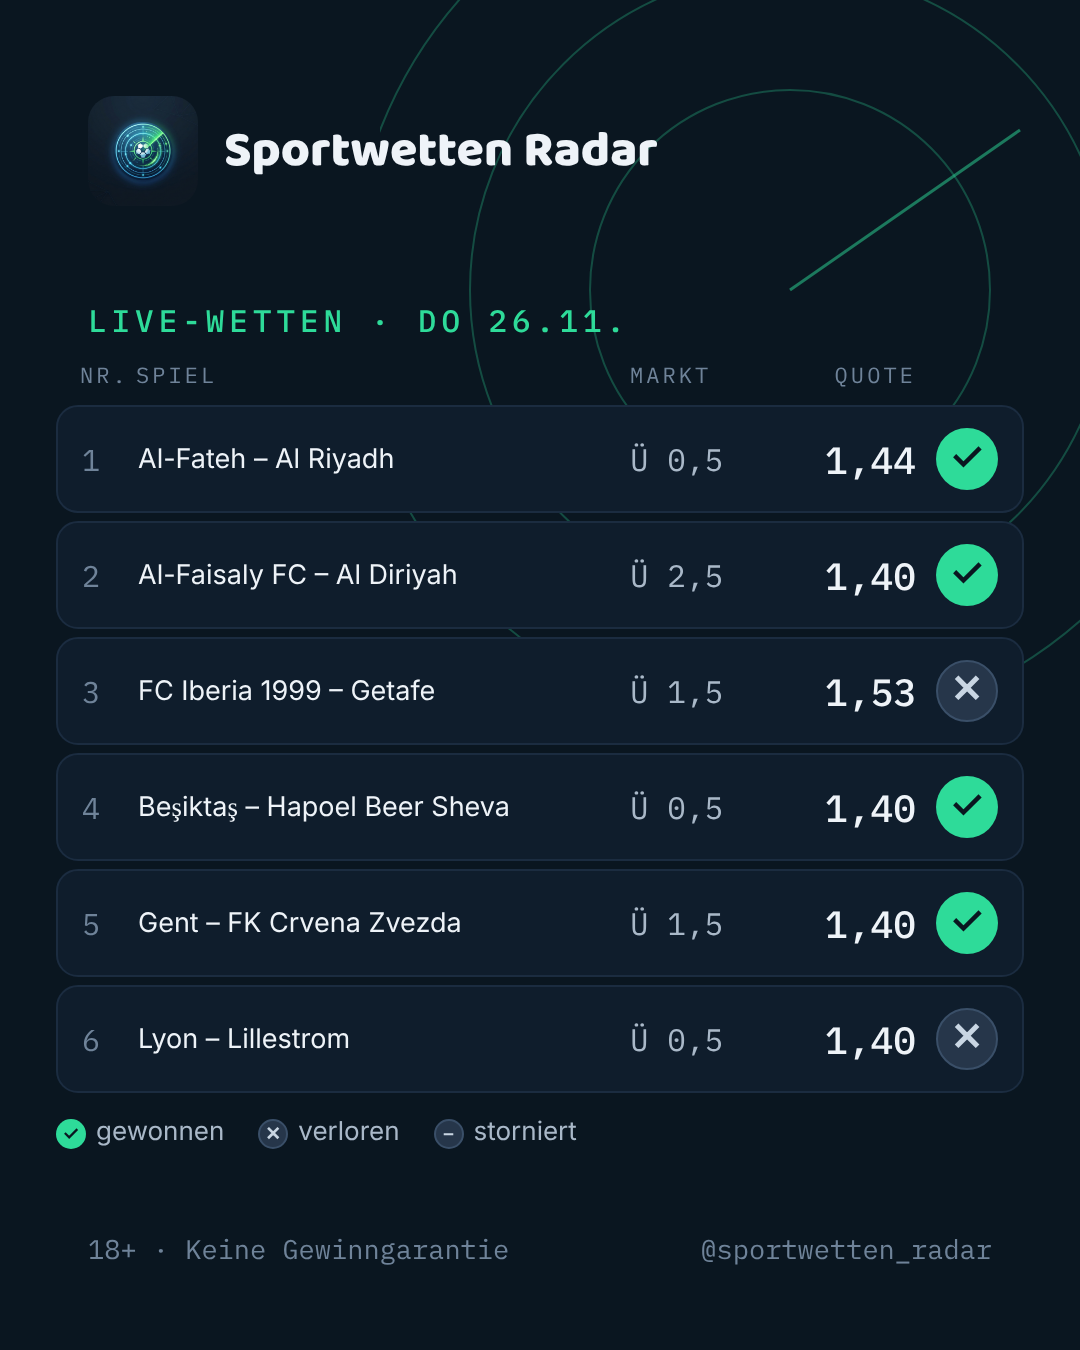 Sportwetten Radar
LIVE-WETTEN · DO 26.11.
NR. SPIEL MARKT QUOTE
1 Al-Fateh – Al Riyadh Ü 0,5 1,44
2 Al-Faisaly FC – Al Diriyah Ü 2,5 1,40
3 FC Iberia 1999 – Getafe Ü 1,5 1,53
4 Beşiktaş – Hapoel Beer Sheva Ü 0,5 1,40
5 Gent – FK Crvena Zvezda Ü 1,5 1,40
6 Lyon – Lillestrom Ü 0,5 1,40
gewonnen verloren storniert
18+ · Keine Gewinngarantie @sportwetten_radar